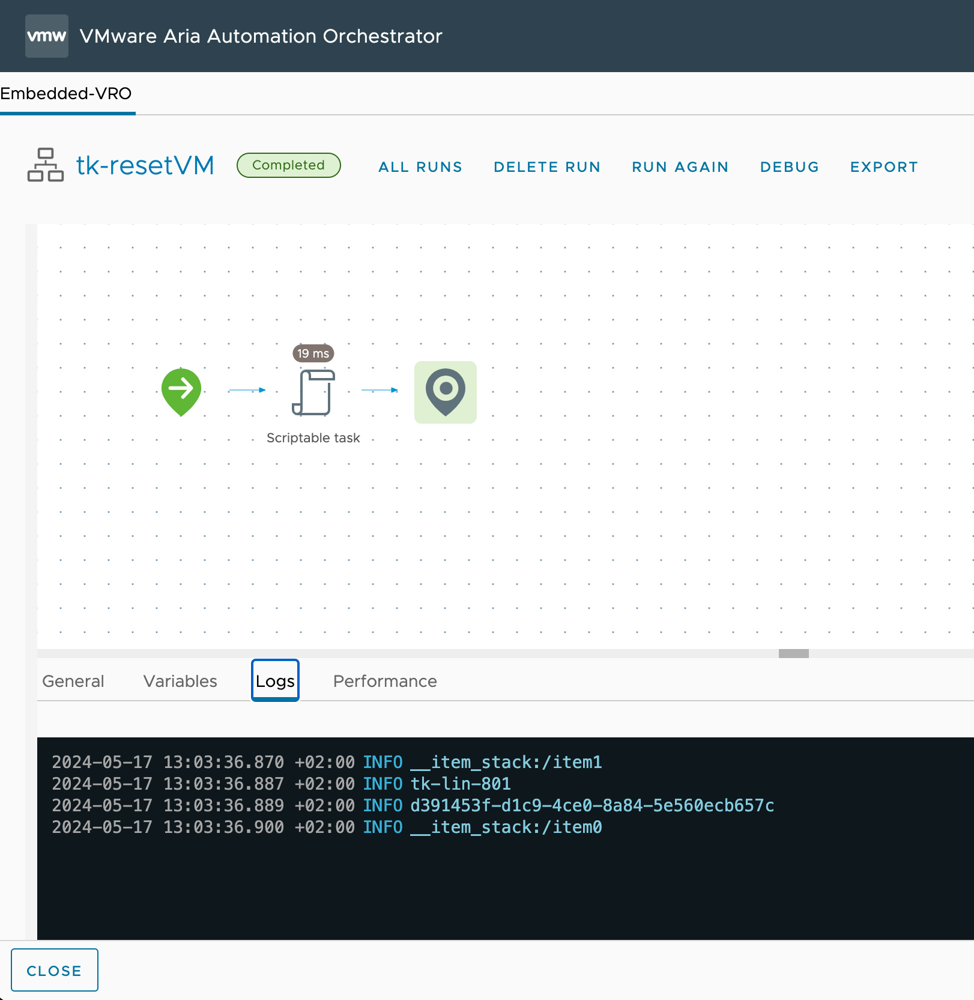 vmw VMware Aria Automation Orchestrator
Embedded-VRO
tk-resetVM Completed ALL RUNS DELETE RUN RUN AGAIN DEBUG EXPORT
19 ms
Scriptable task
General Variables Logs Performance
2024-05-17 13:03:36.870 +02:00 INFO __item_stack:/item1
2024-05-17 13:03:36.887 +02:00 INFO tk-lin-801
2024-05-17 13:03:36.889 +02:00 INFO d391453f-d1c9-4ce0-8a84-5e560ecb657c
2024-05-17 13:03:36.900 +02:00 INFO __item_stack:/item0
CLOSE